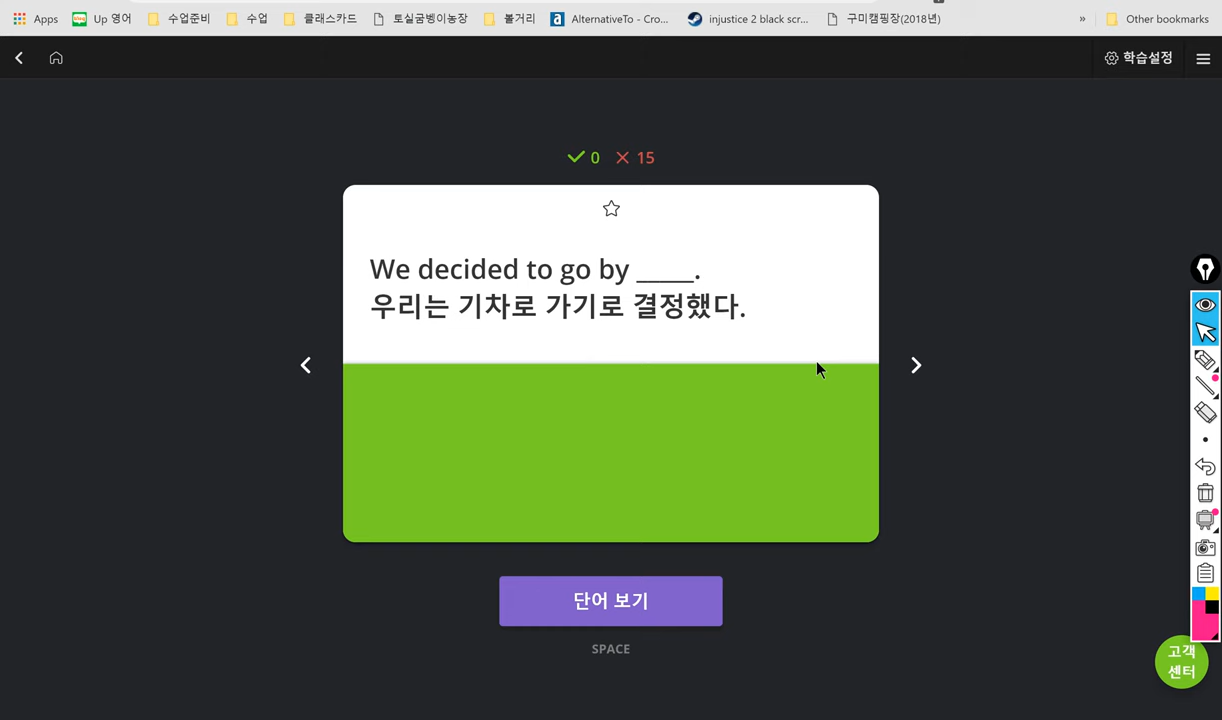 Apps
Up 영어
수업준비
수업
클래스카드
토실굼벵이농장
볼거리
AlternativeTo - Cro...
injustice 2 black scr...
구미캠핑장(2018년)
»
Other bookmarks
학습설정
0
15
We decided to go by _____.
우리는 기차로 가기로 결정했다.
단어 보기
SPACE
고객
센터